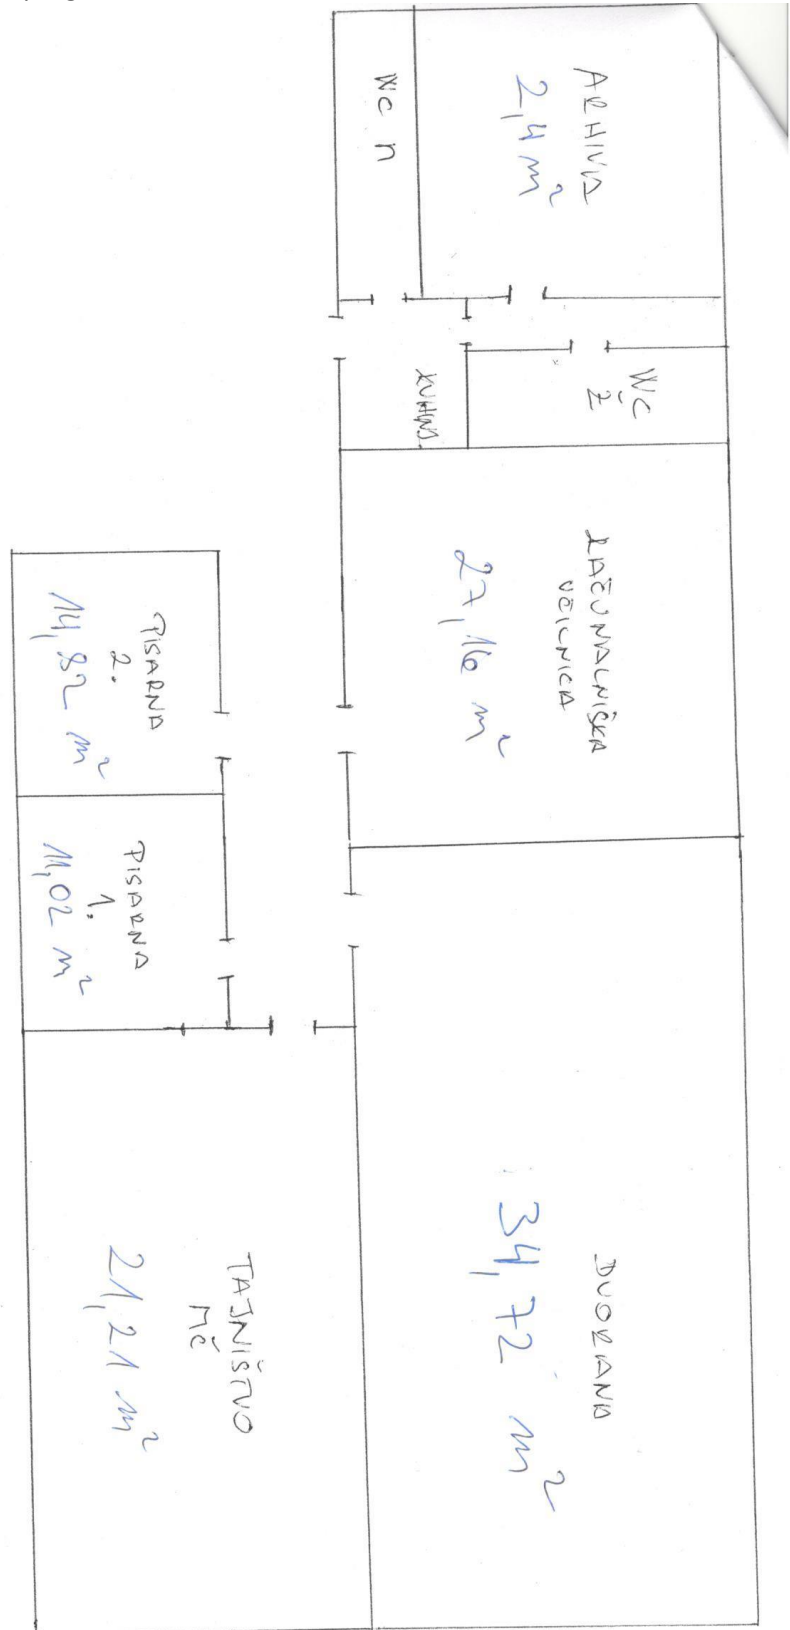 ARHIVA
2,4 m²
WC
Ž
RAČUNALNIŠKA
UČILNICA
27,16 m²
DVORANA
34,72 m²
WC M
KUHINJA
PISARNA
2.
14,82 m²
PISARNA
1.
11,02 m²
TAJNIŠTVO
MČ
21,21 m²